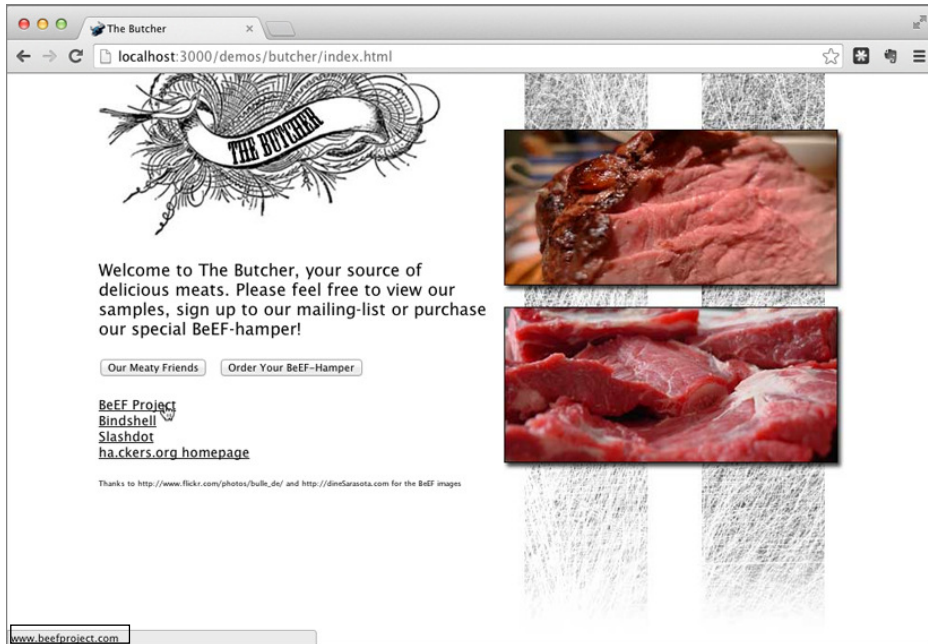 The Butcher
localhost:3000/demos/butcher/index.html
THE BUTCHER
Welcome to The Butcher, your source of
delicious meats. Please feel free to view our
samples, sign up to our mailing-list or purchase
our special BeEF-hamper!
Our Meaty Friends Order Your BeEF-Hamper
BeEF Project
Bindshell
Slashdot
ha.ckers.org homepage
Thanks to http://www.flickr.com/photos/bulle_de/ and http://dineSarasota.com for the BeEF images
www.beefproject.com